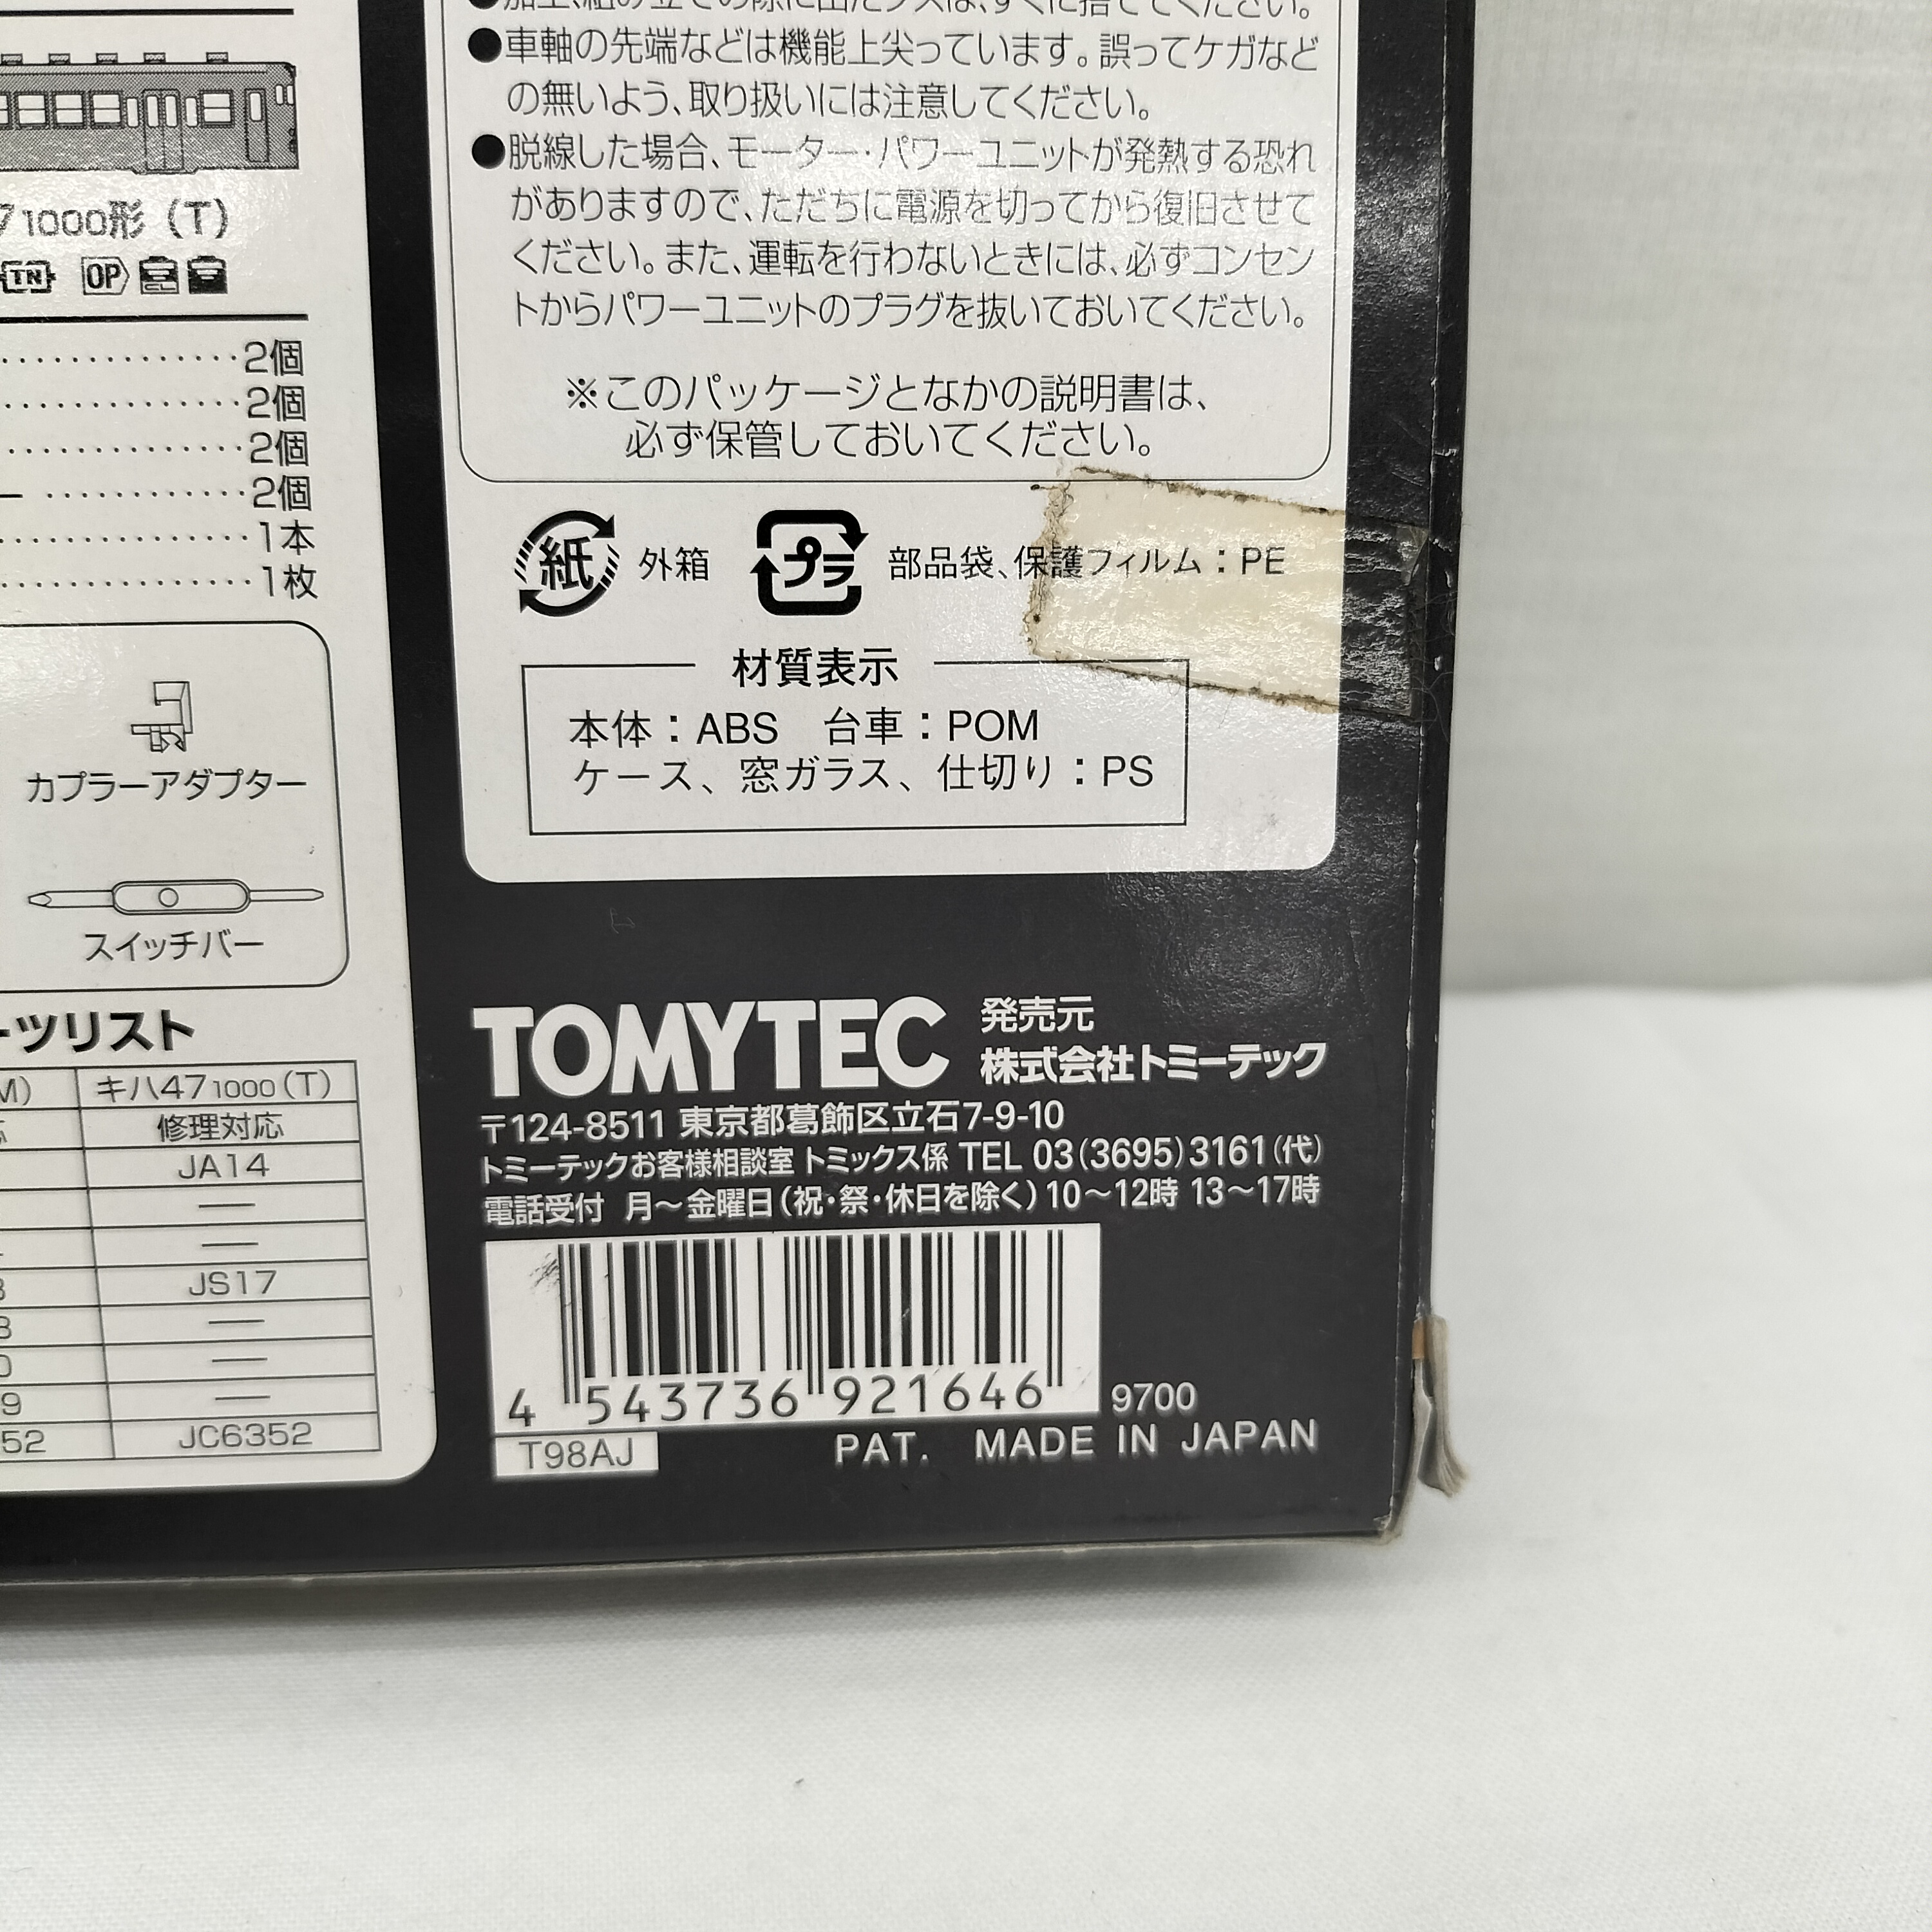 471000形（T）
TN OP
2個
2個
2個
2個
1本
1枚
カプラーアダプター
スイッチバー
ーツリスト
M） キハ471000（T）
修理対応
JA14
—
—
JS17
—
—
9 —
52 JC6352
●車軸の先端などは機能上尖っています。誤ってケガなど
の無いよう、取り扱いには注意してください。
●脱線した場合、モーター・パワーユニットが発熱する恐れ
がありますので、ただちに電源を切ってから復旧させて
ください。また、運転を行わないときには、必ずコンセン
トからパワーユニットのプラグを抜いておいてください。
※このパッケージとなかの説明書は、
必ず保管しておいてください。
紙 外箱 プラ 部品袋、保護フィルム：PE
材質表示
本体：ABS 台車：POM
ケース、窓ガラス、仕切り：PS
TOMYTEC 発売元
株式会社トミーテック
〒124-8511 東京都葛飾区立石7-9-10
トミーテックお客様相談室 トミックス係 TEL 03(3695)3161(代)
電話受付 月～金曜日（祝・祭・休日を除く）10～12時 13～17時
4 543736 921646 9700
T98AJ PAT. MADE IN JAPAN